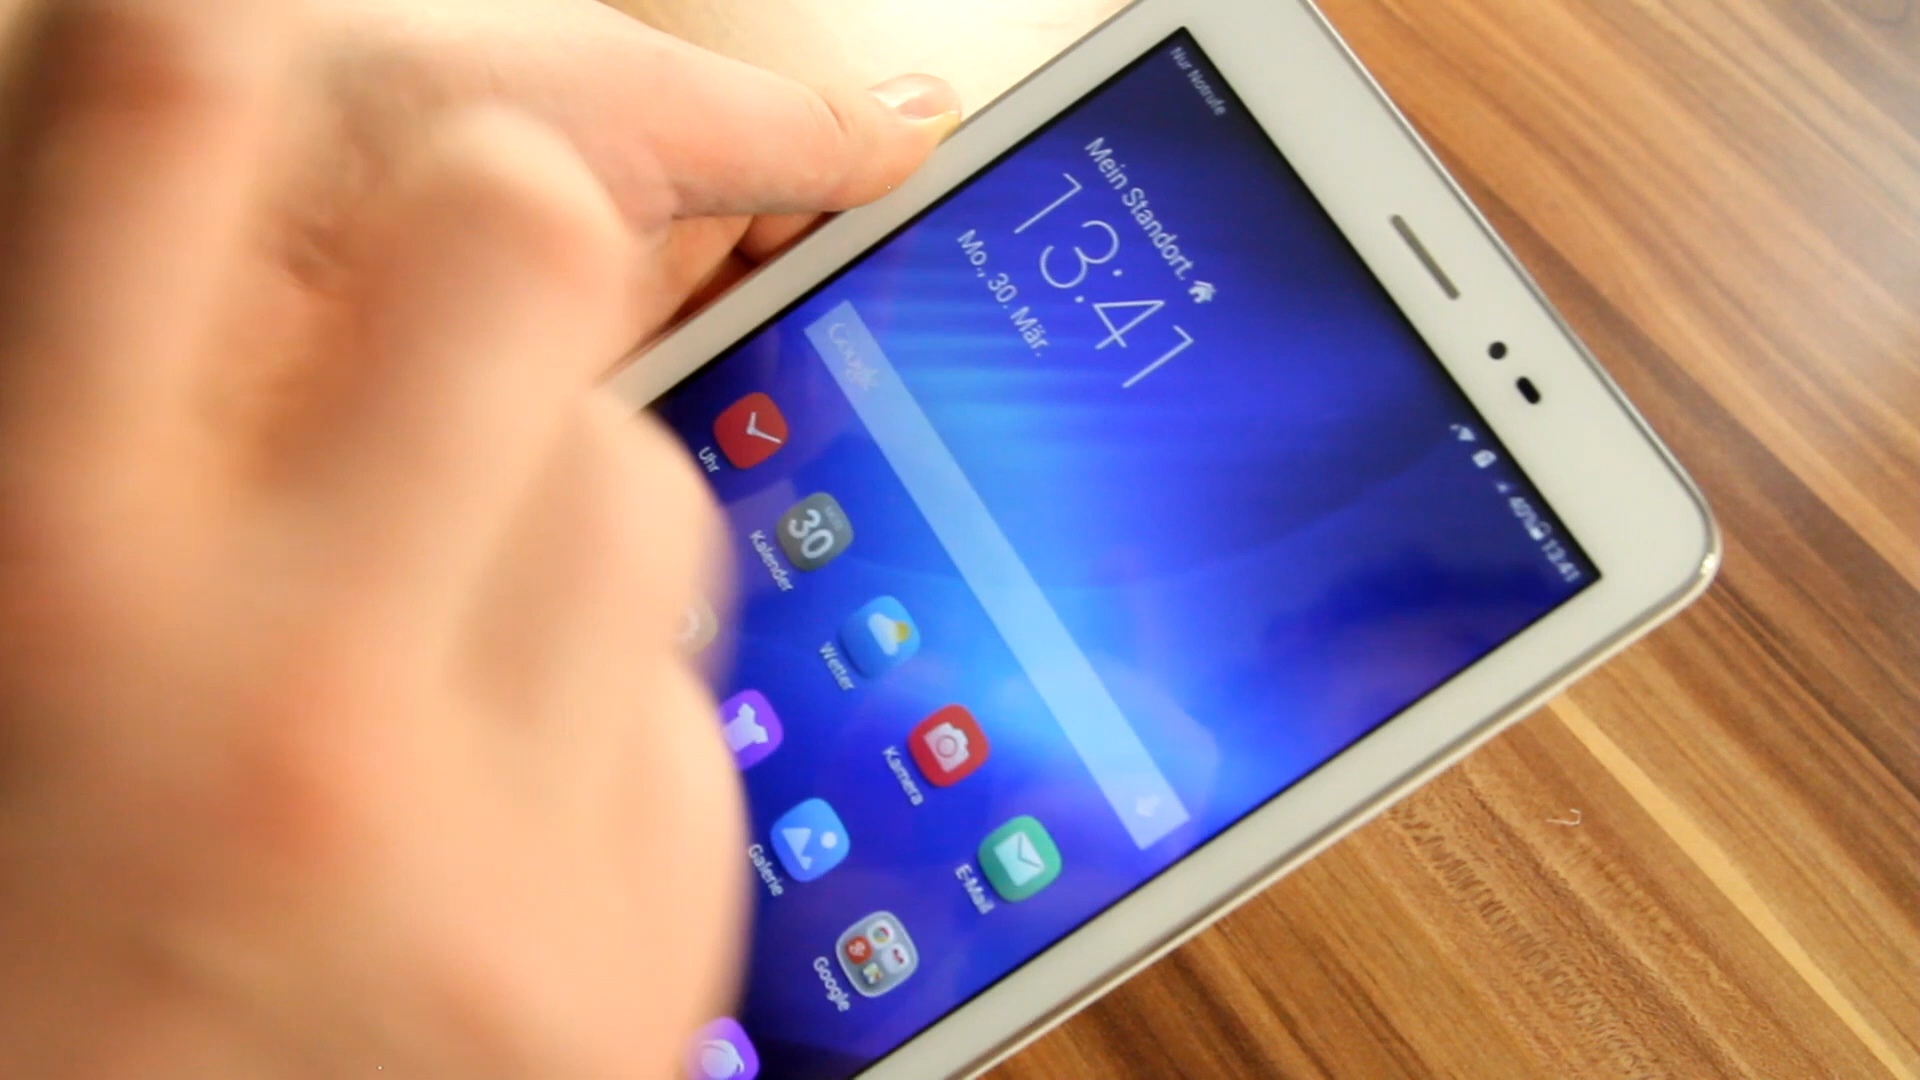 Nur Notrufe
40% 13:41
Mein Standort.
13:41
Mo., 30. Mär.
Google
Uhr
Kalender
30
Wetter
Kamera
E-Mail
Galerie
Google